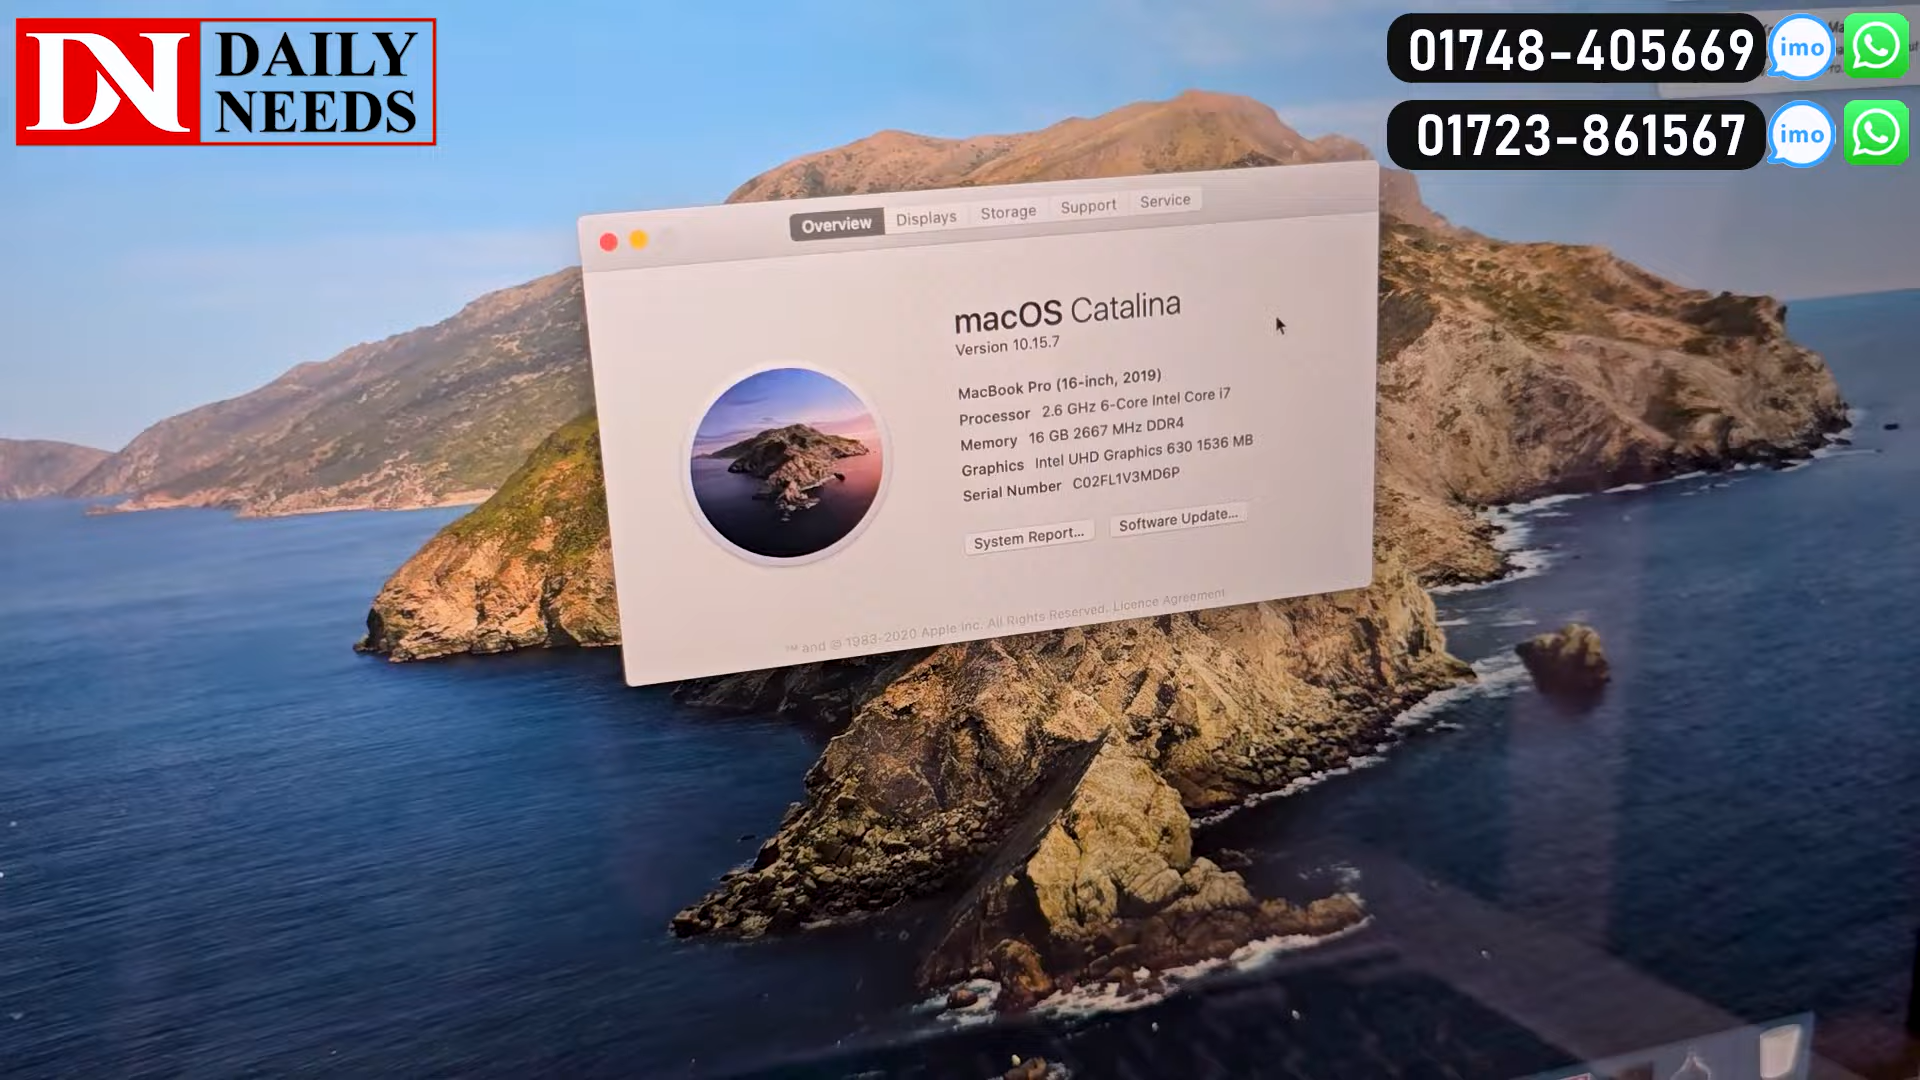 DN DAILY NEEDS
01748-405669 imo
01723-861567 imo
Overview Displays Storage Support Service
macOS Catalina
Version 10.15.7
MacBook Pro (16-inch, 2019)
Processor 2.6 GHz 6-Core Intel Core i7
Memory 16 GB 2667 MHz DDR4
Graphics Intel UHD Graphics 630 1536 MB
Serial Number C02FL1V3MD6P
System Report... Software Update...
™ and © 1983-2020 Apple Inc. All Rights Reserved. Licence Agreement